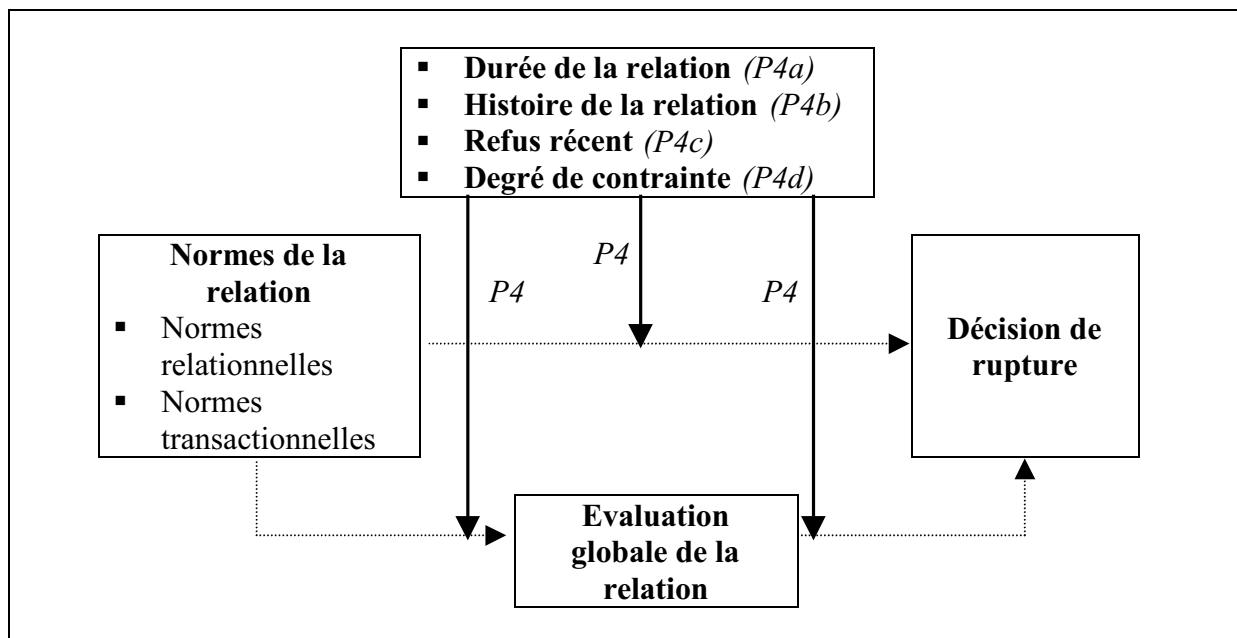 ▪ Durée de la relation (P4a)
▪ Histoire de la relation (P4b)
▪ Refus récent (P4c)
▪ Degré de contrainte (P4d)
Normes de la
relation
▪ Normes
relationnelles
▪ Normes
transactionnelles
P4
P4
P4
Décision de
rupture
Evaluation
globale de la
relation